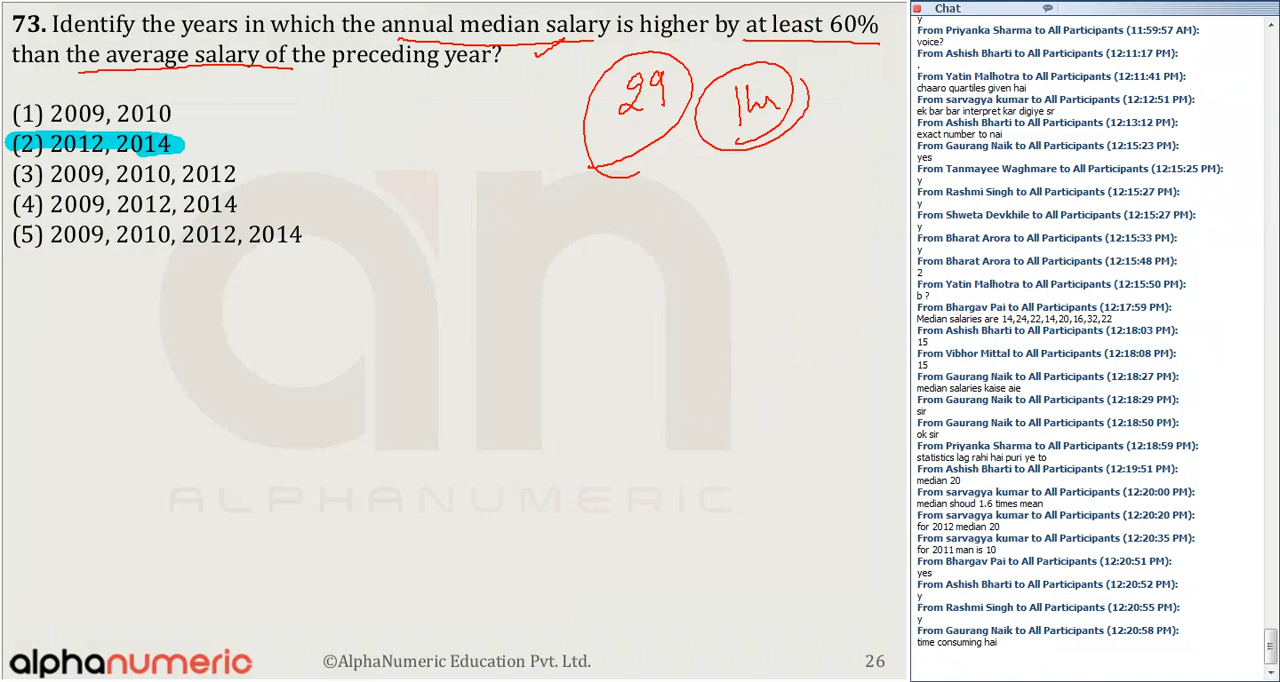 73. Identify the years in which the annual median salary is higher by at least 60%
than the average salary of the preceding year?
29
1hr
(1) 2009, 2010
(2) 2012, 2014
(3) 2009, 2010, 2012
(4) 2009, 2012, 2014
(5) 2009, 2010, 2012, 2014
an
ALPHANUMERIC
alphanumeric
©AlphaNumeric Education Pvt. Ltd.
26
Chat
y
From Priyanka Sharma to All Participants (11:59:57 AM):
voice?
From Ashish Bharti to All Participants (12:11:17 PM):
.
From Yatin Malhotra to All Participants (12:11:41 PM):
chaaro quartiles given hai
From sarvagya kumar to All Participants (12:12:51 PM):
ek bar bar interpret kar digiye sr
From Ashish Bharti to All Participants (12:13:12 PM):
exact number to nai
From Gaurang Naik to All Participants (12:15:23 PM):
yes
From Tanmayee Waghmare to All Participants (12:15:25 PM):
y
From Rashmi Singh to All Participants (12:15:27 PM):
y
From Shweta Devkhile to All Participants (12:15:27 PM):
y
From Bharat Arora to All Participants (12:15:33 PM):
y
From Bharat Arora to All Participants (12:15:48 PM):
2
From Yatin Malhotra to All Participants (12:15:50 PM):
b ?
From Bhargav Pai to All Participants (12:17:59 PM):
Median salaries are 14,24,22,14,20,16,32,22
From Ashish Bharti to All Participants (12:18:03 PM):
15
From Vibhor Mittal to All Participants (12:18:08 PM):
15
From Gaurang Naik to All Participants (12:18:27 PM):
median salaries kaise aie
From Gaurang Naik to All Participants (12:18:29 PM):
sir
From Gaurang Naik to All Participants (12:18:50 PM):
ok sir
From Priyanka Sharma to All Participants (12:18:59 PM):
statistics lag rahi hai puri ye to
From Ashish Bharti to All Participants (12:19:51 PM):
median 20
From sarvagya kumar to All Participants (12:20:00 PM):
median shoud 1.6 times mean
From sarvagya kumar to All Participants (12:20:20 PM):
for 2012 median 20
From sarvagya kumar to All Participants (12:20:35 PM):
for 2011 man is 10
From Bhargav Pai to All Participants (12:20:51 PM):
yes
From Ashish Bharti to All Participants (12:20:52 PM):
y
From Rashmi Singh to All Participants (12:20:55 PM):
y
From Gaurang Naik to All Participants (12:20:58 PM):
time consuming hai